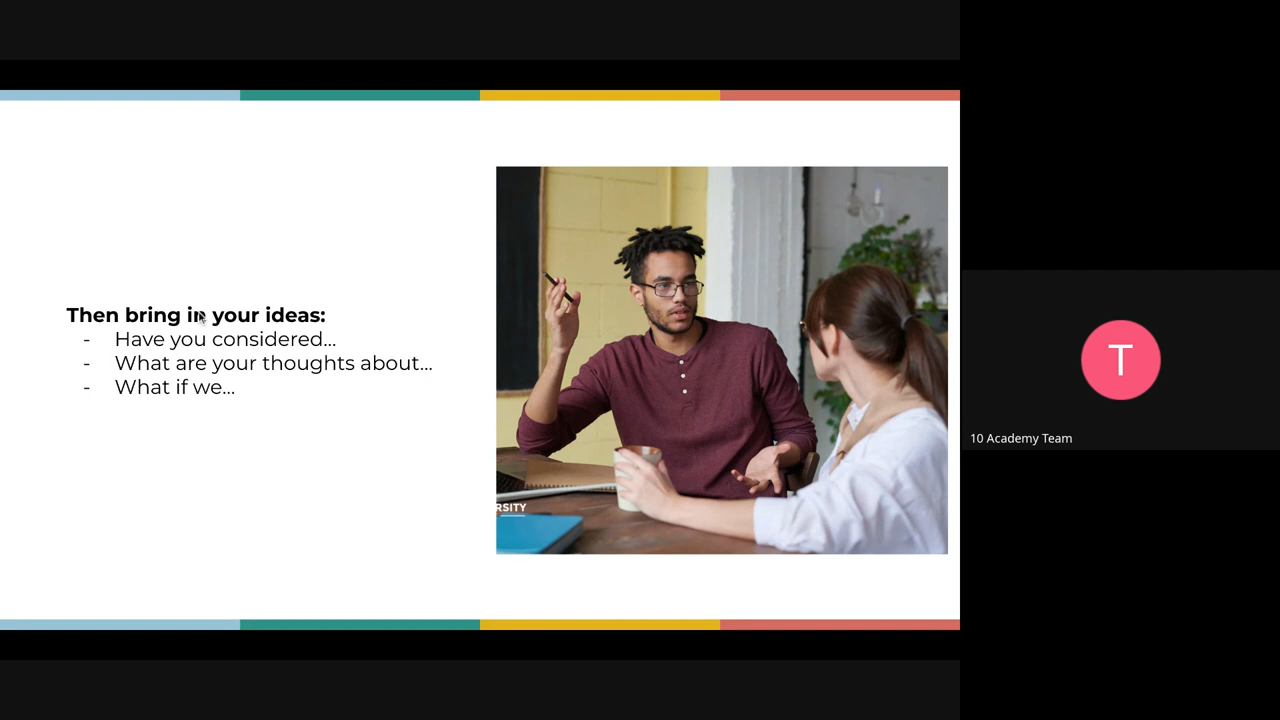 Then bring in your ideas:
- Have you considered...
- What are your thoughts about...
- What if we...
RSITY
T
10 Academy Team